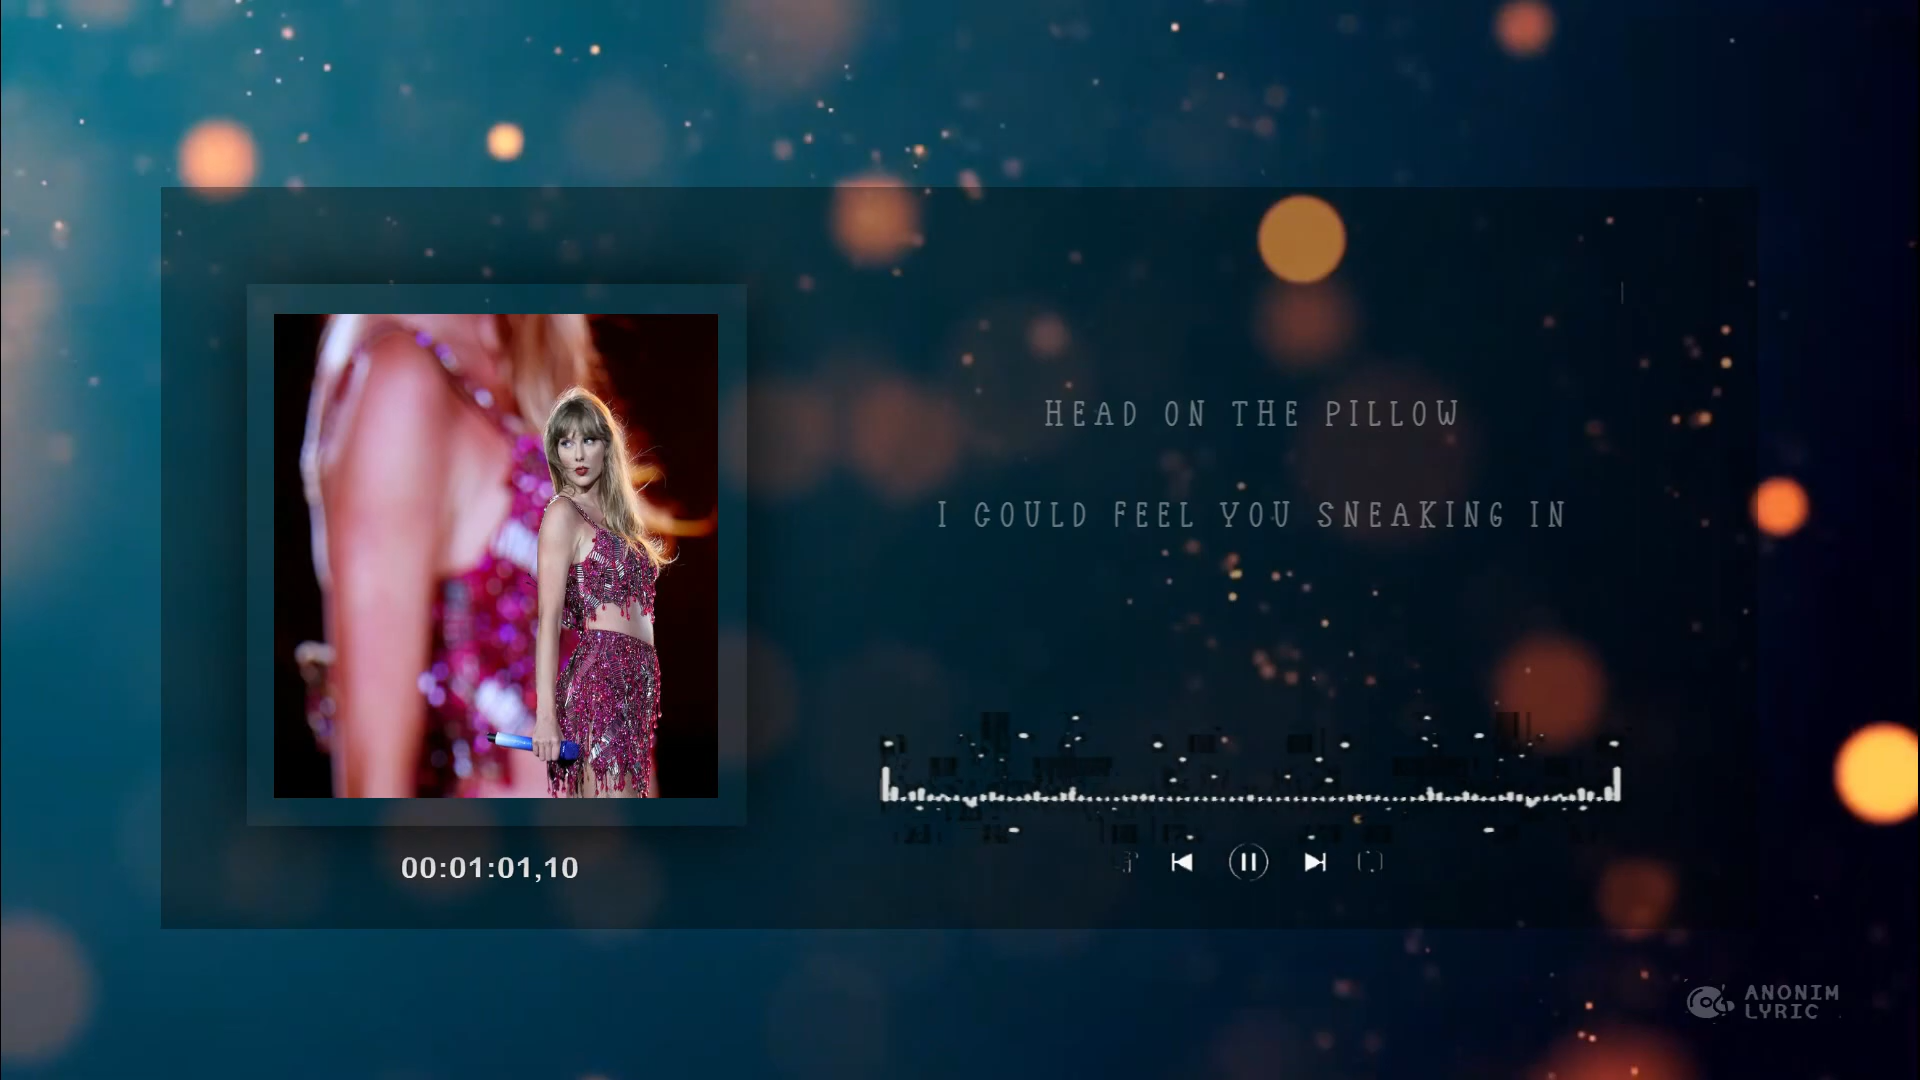 HEAD ON THE PILLOW
I COULD FEEL YOU SNEAKING IN
00:01:01,10
ANONIM
LYRIC